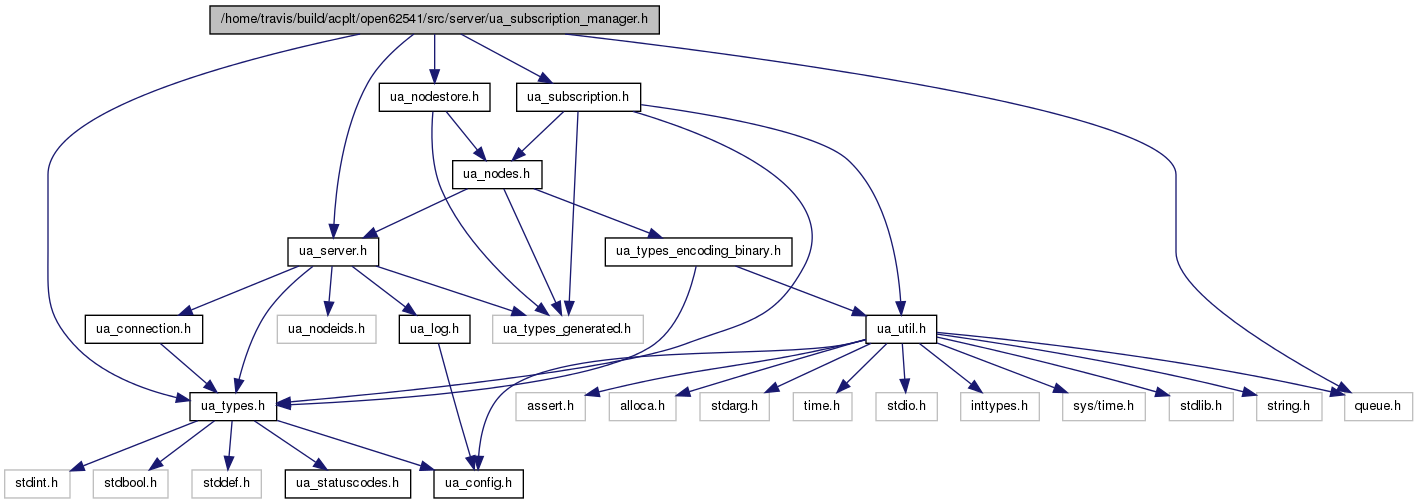 /home/travis/build/acplt/open62541/src/server/ua_subscription_manager.h
ua_nodestore.h
ua_subscription.h
ua_nodes.h
ua_server.h
ua_types_encoding_binary.h
ua_connection.h
ua_nodeids.h
ua_log.h
ua_types_generated.h
ua_util.h
ua_types.h
assert.h
alloca.h
stdarg.h
time.h
stdio.h
inttypes.h
sys/time.h
stdlib.h
string.h
queue.h
stdint.h
stdbool.h
stddef.h
ua_statuscodes.h
ua_config.h